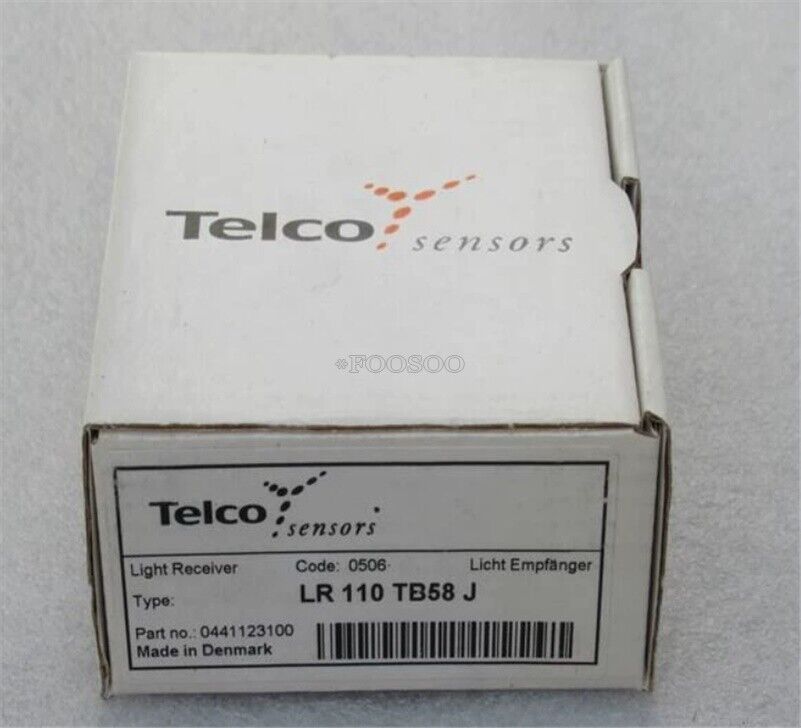 Telco sensors
*FOOSOO
Telco sensors
Light Receiver Code: 0506 Licht Empfänger
Type: LR 110 TB58 J
Part no.: 0441123100
Made in Denmark